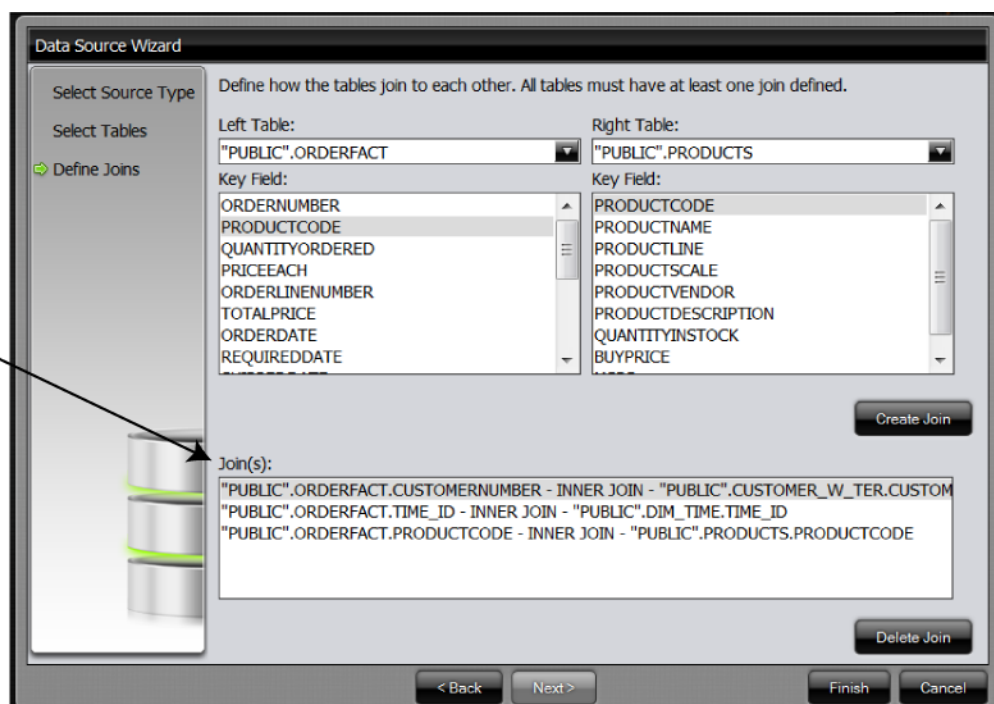 Data Source Wizard
Select Source Type
Select Tables
Define Joins
Define how the tables join to each other. All tables must have at least one join defined.
Left Table:
"PUBLIC".ORDERFACT
Key Field:
ORDERNUMBER
PRODUCTCODE
QUANTITYORDERED
PRICEEACH
ORDERLINENUMBER
TOTALPRICE
ORDERDATE
REQUIREDDATE
Right Table:
"PUBLIC".PRODUCTS
Key Field:
PRODUCTCODE
PRODUCTNAME
PRODUCTLINE
PRODUCTSCALE
PRODUCTVENDOR
PRODUCTDESCRIPTION
QUANTITYINSTOCK
BUYPRICE
Create Join
Join(s):
"PUBLIC".ORDERFACT.CUSTOMERNUMBER - INNER JOIN - "PUBLIC".CUSTOMER_W_TER.CUSTOM
"PUBLIC".ORDERFACT.TIME_ID - INNER JOIN - "PUBLIC".DIM_TIME.TIME_ID
"PUBLIC".ORDERFACT.PRODUCTCODE - INNER JOIN - "PUBLIC".PRODUCTS.PRODUCTCODE
Delete Join
< Back
Next >
Finish
Cancel